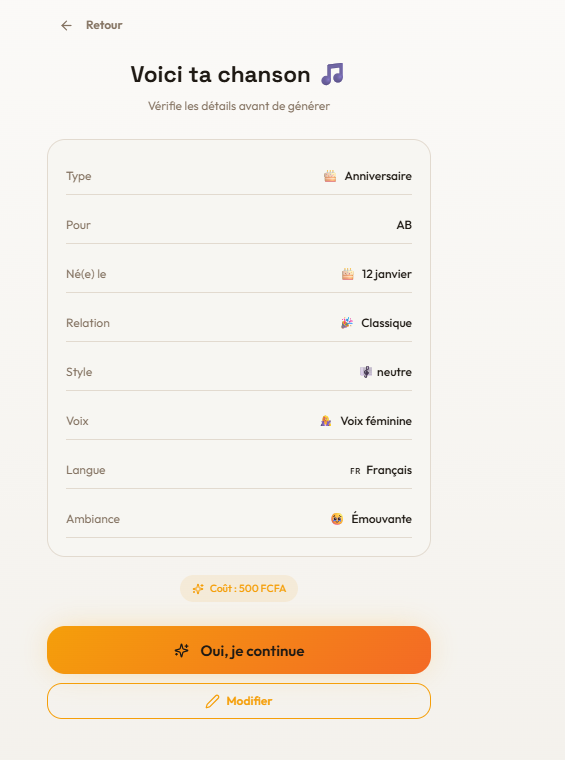 Retour
Voici ta chanson 🎵
Vérifie les détails avant de générer
Type 🎂 Anniversaire
Pour AB
Né(e) le 🎂 12 janvier
Relation 🎉 Classique
Style 🎼 neutre
Voix 👩 Voix féminine
Langue FR Français
Ambiance 🥹 Émouvante
Coût : 500 FCFA
Oui, je continue
Modifier